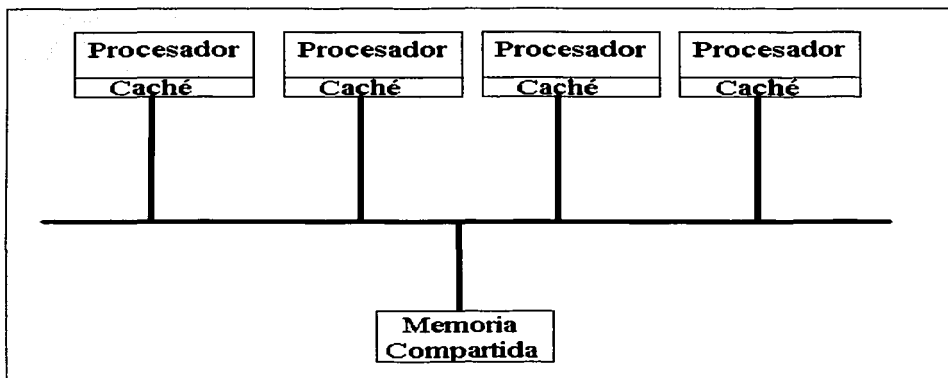 Procesador
Caché
Procesador
Caché
Procesador
Caché
Procesador
Caché
Memoria
Compartida